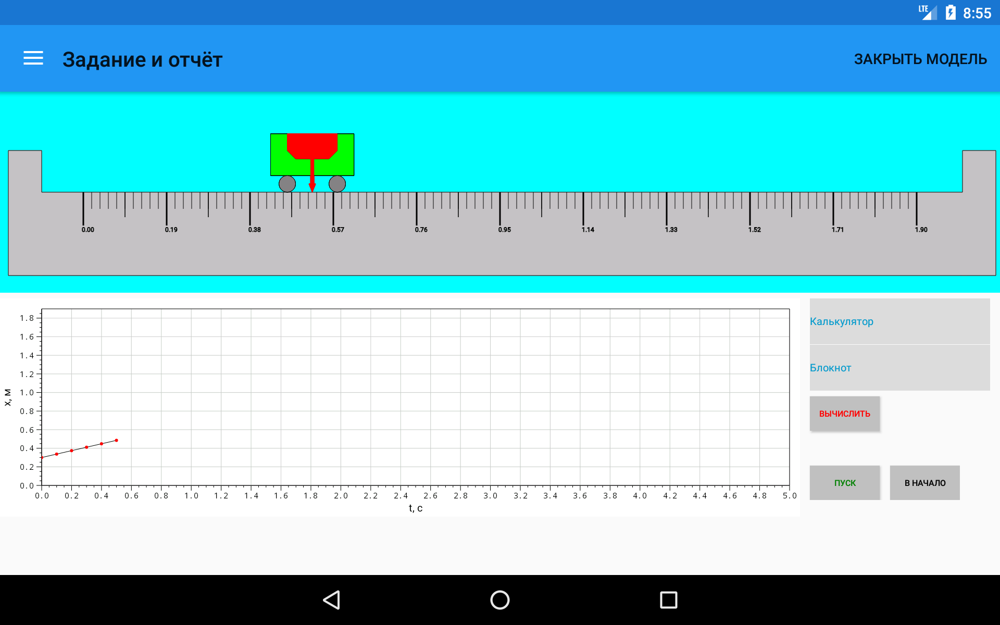 LTE 8:55
Задание и отчёт
ЗАКРЫТЬ МОДЕЛЬ
0.00 0.19 0.38 0.57 0.76 0.95 1.14 1.33 1.52 1.71 1.90
1.8
1.6
1.4
1.2
1.0
0.8
0.6
0.4
0.2
0.0
x, м
0.0 0.2 0.4 0.6 0.8 1.0 1.2 1.4 1.6 1.8 2.0 2.2 2.4 2.6 2.8 3.0 3.2 3.4 3.6 3.8 4.0 4.2 4.4 4.6 4.8 5.0
t, с
Калькулятор
Блокнот
ВЫЧИСЛИТЬ
ПУСК
В НАЧАЛО